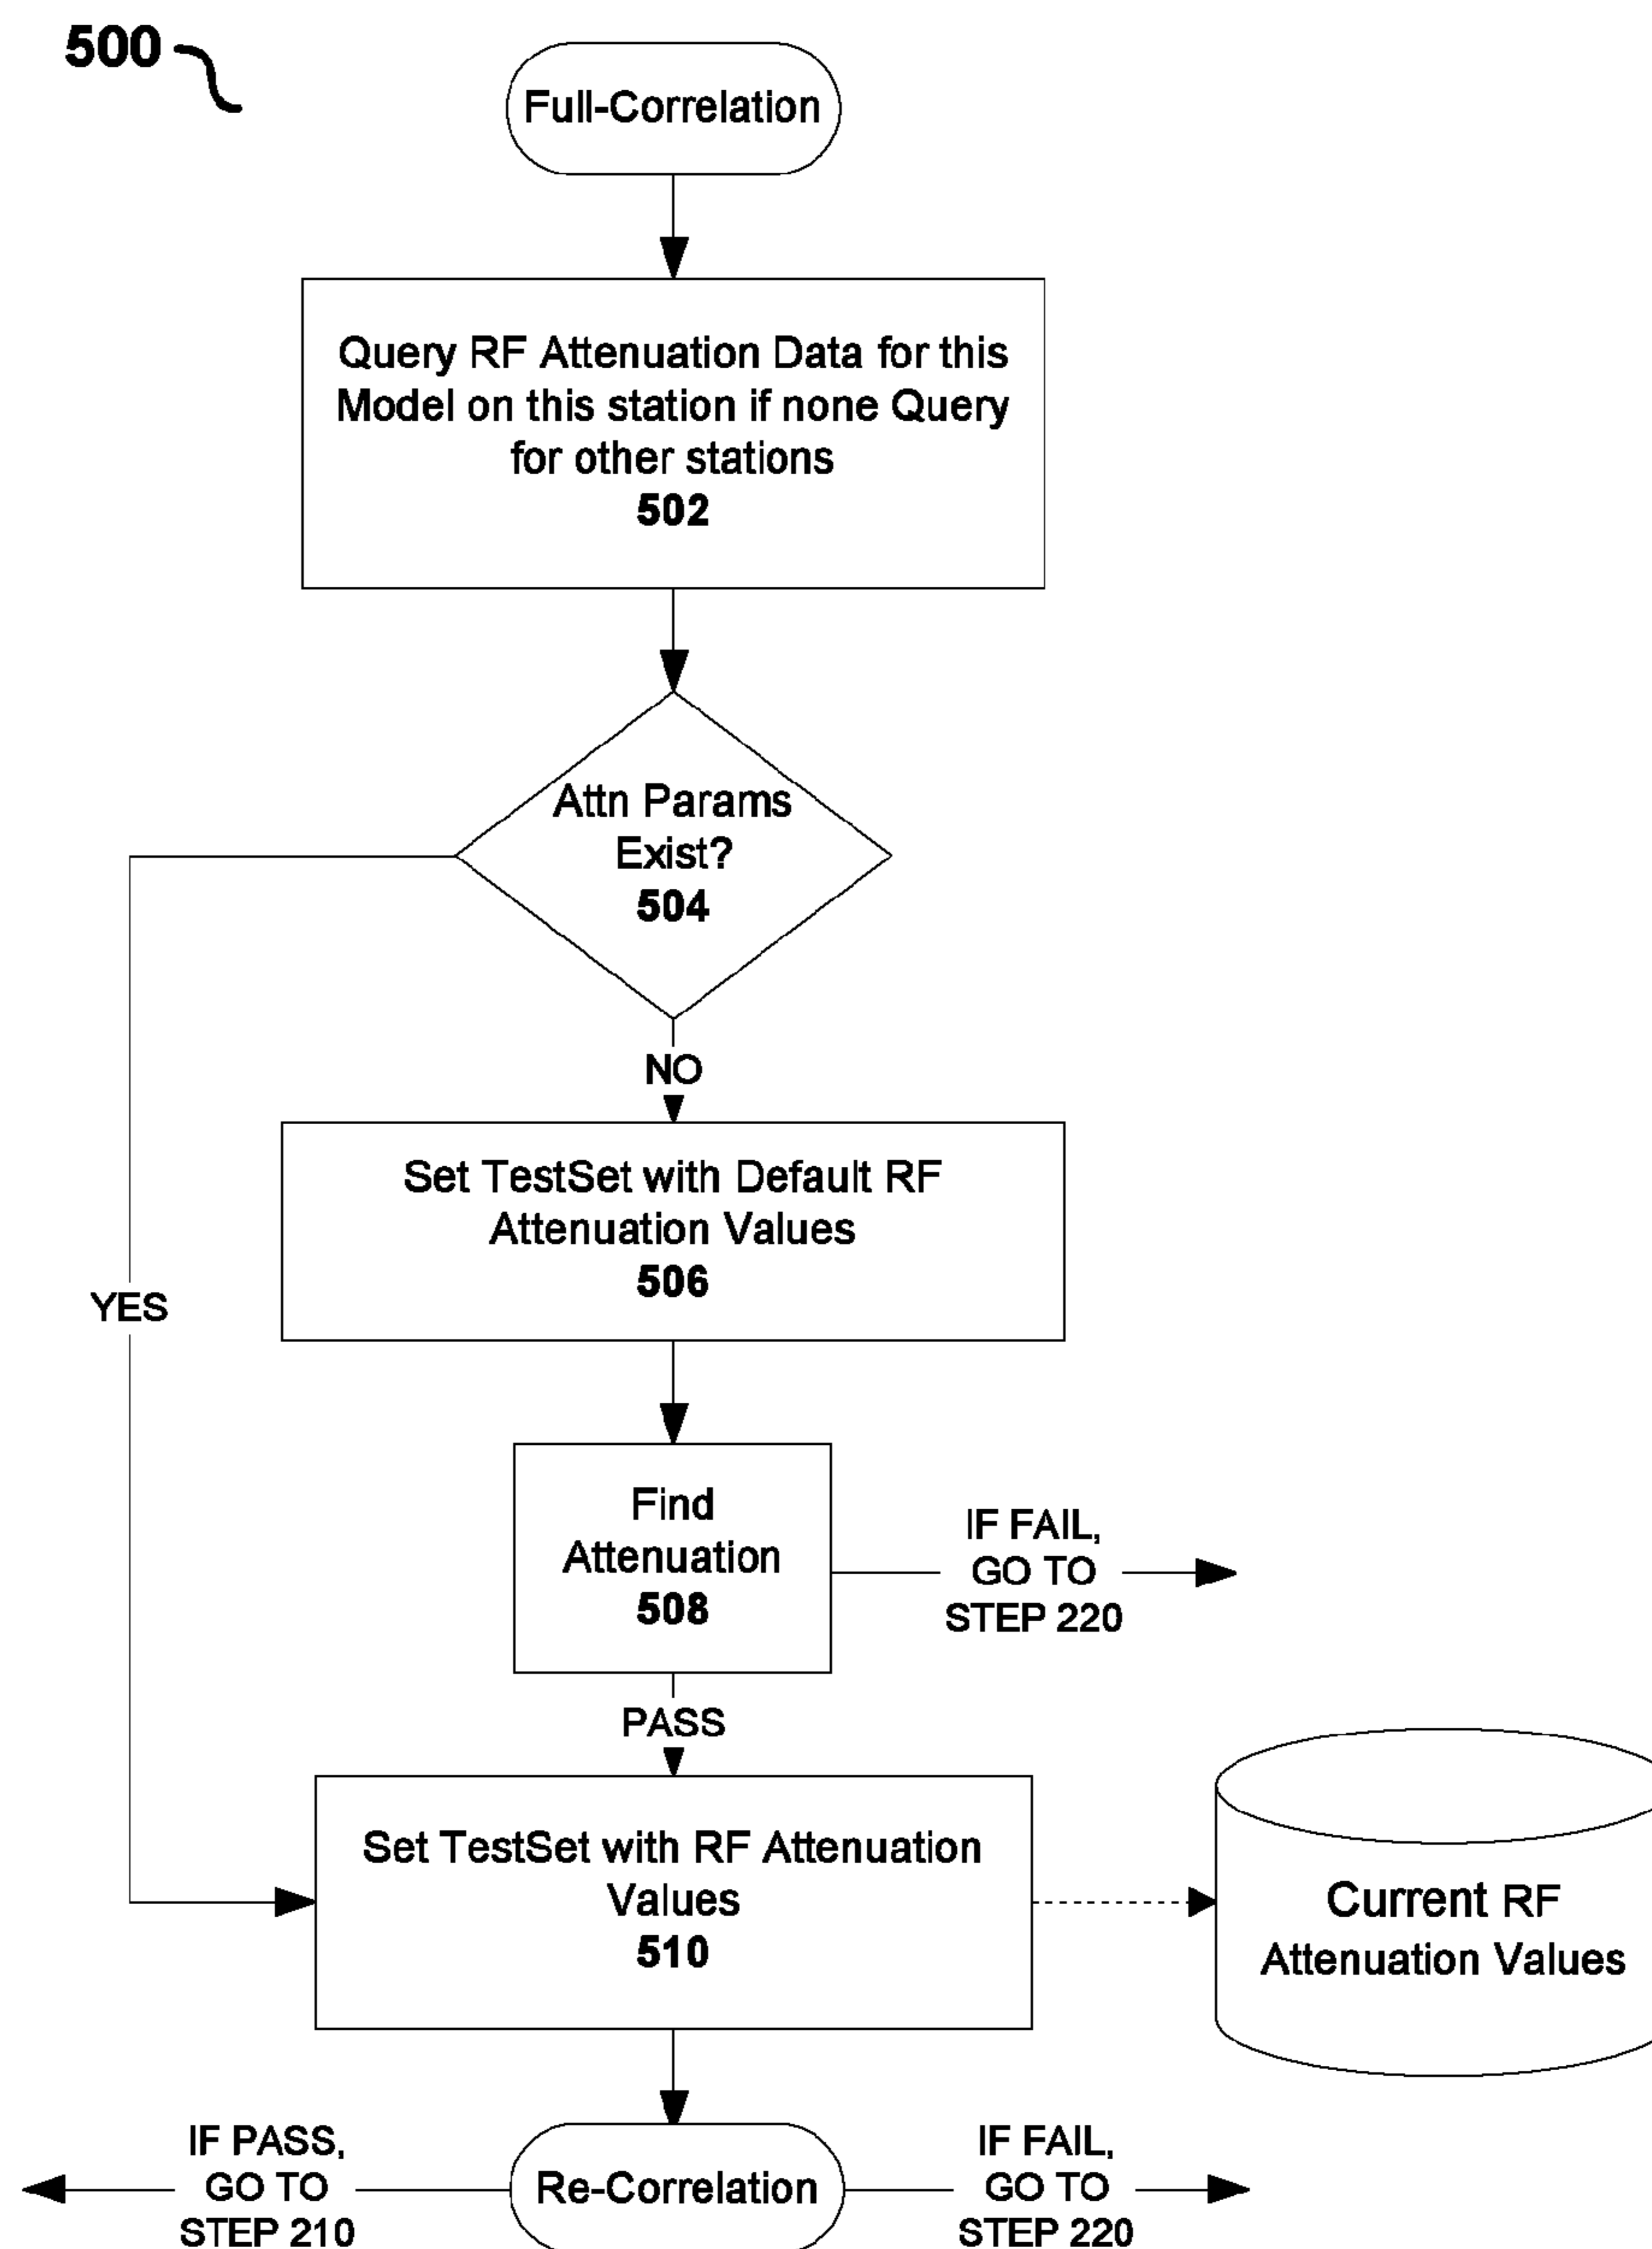 500
Full-Correlation
Query RF Attenuation Data for this
Model on this station if none Query
for other stations
502
Attn Params
Exist?
504
NO
YES
Set TestSet with Default RF
Attenuation Values
506
Find
Attenuation
508
IF FAIL,
GO TO
STEP 220
PASS
Set TestSet with RF Attenuation
Values
510
Current RF
Attenuation Values
IF PASS,
GO TO
STEP 210
Re-Correlation
IF FAIL,
GO TO
STEP 220